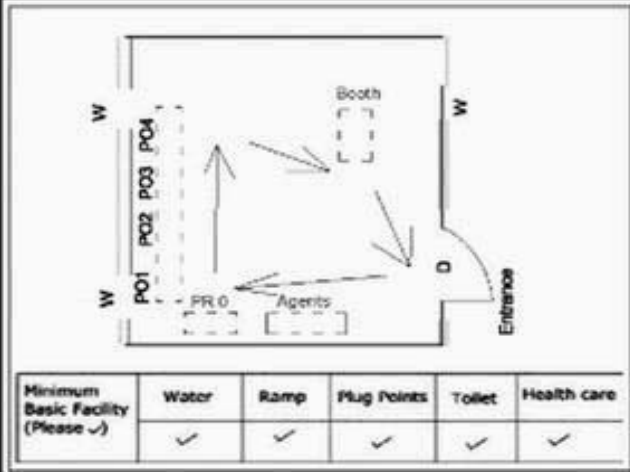 Booth
W
W
PO4
PO3
PO2
PO1
W
D
Entrance
PR 0
Agents
Minimum Basic Facility (Please ✓)
Water
Ramp
Plug Points
Toilet
Health care
✓
✓
✓
✓
✓